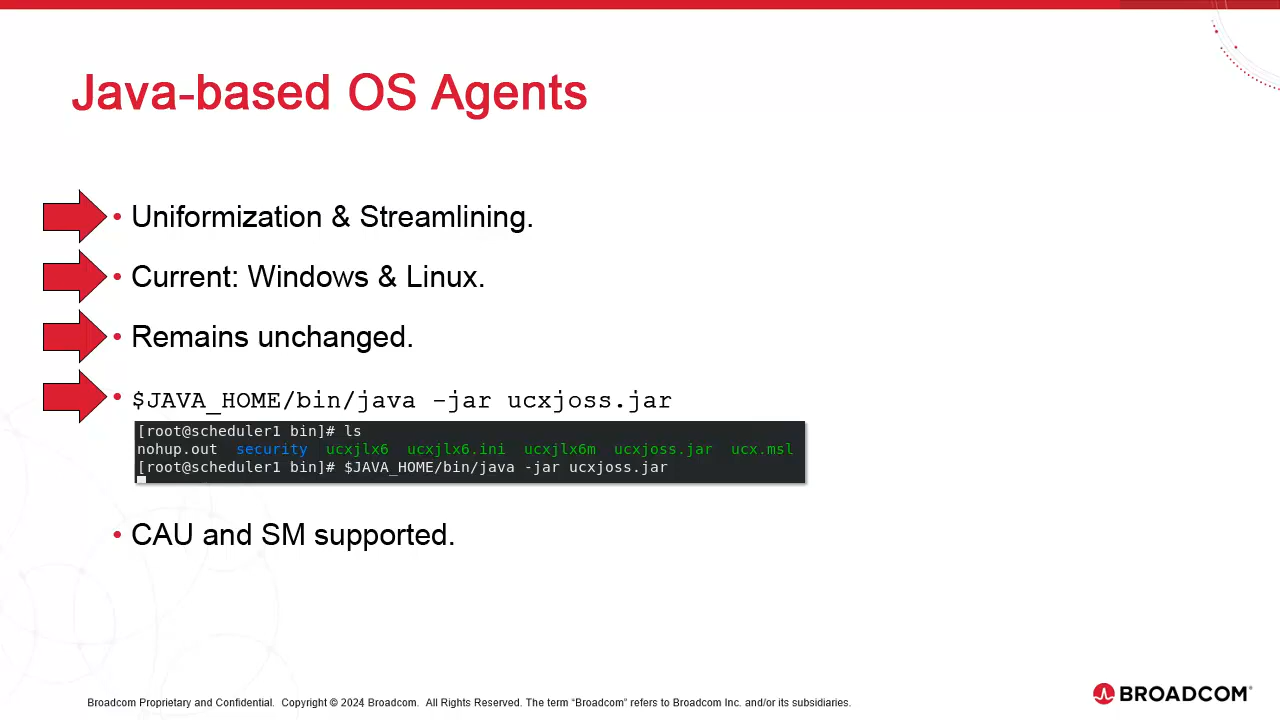 Java-based OS Agents
• Uniformization & Streamlining.
• Current: Windows & Linux.
• Remains unchanged.
• $JAVA_HOME/bin/java -jar ucxjoss.jar
[root@scheduler1 bin]# ls
nohup.out security ucxjlx6 ucxjlx6.ini ucxjlx6m ucxjoss.jar ucx.msl
[root@scheduler1 bin]# $JAVA_HOME/bin/java -jar ucxjoss.jar
• CAU and SM supported.
Broadcom Proprietary and Confidential. Copyright © 2024 Broadcom. All Rights Reserved. The term “Broadcom” refers to Broadcom Inc. and/or its subsidiaries.
BROADCOM®